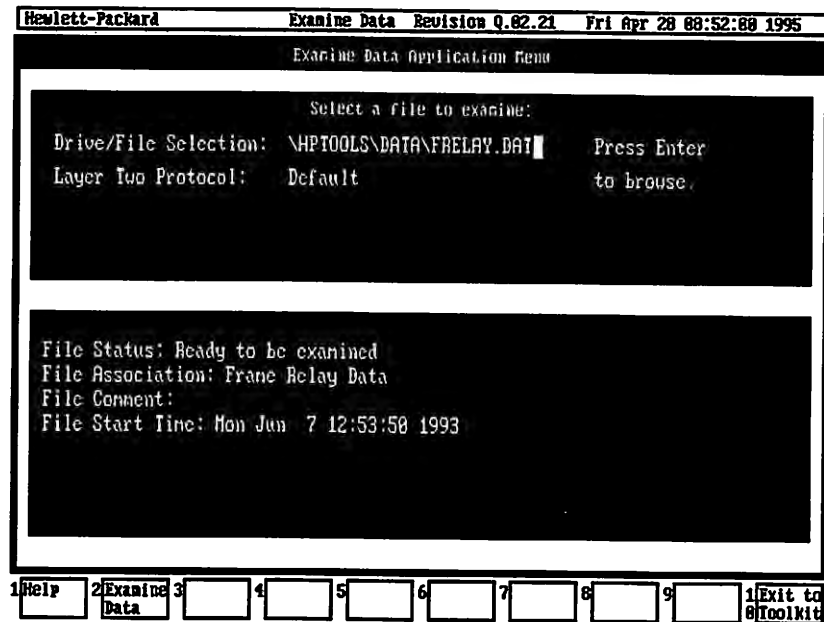 Hewlett-Packard Examine Data Revision Q.02.21 Fri Apr 28 08:52:00 1995
Examine Data Application Menu
Select a file to examine:
Drive/File Selection: \HPTOOLS\DATA\FRELAY.DAT Press Enter
Layer Two Protocol: Default to browse.
File Status: Ready to be examined
File Association: Frame Relay Data
File Comment:
File Start Time: Mon Jun 7 12:53:50 1993
1 Help 2 Examine Data 3 4 5 6 7 8 9 10 Exit to Toolkit